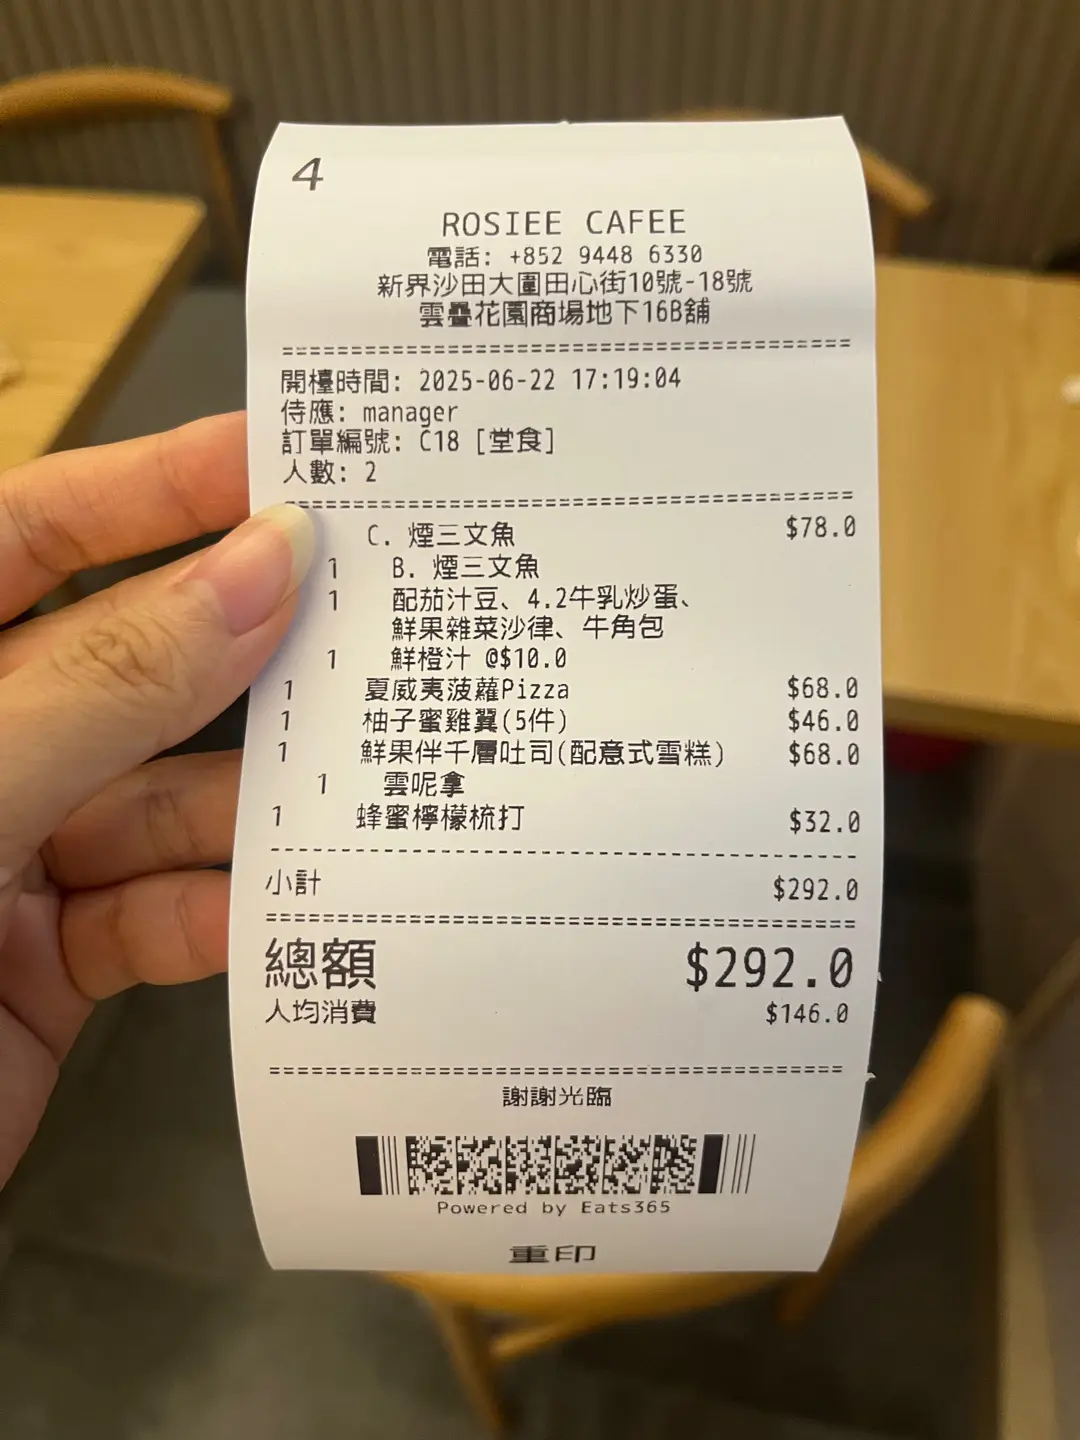 4
ROSIEE CAFEE
電話: +852 9448 6330
新界沙田大圍田心街10號-18號
雲疊花園商場地下16B舖
開檯時間: 2025-06-22 17:19:04
侍應: manager
訂單編號: C18 [堂食]
人數: 2
C. 煙三文魚 $78.0
1 B. 煙三文魚
1 配茄汁豆、4.2牛乳炒蛋、
鮮果雜菜沙律、牛角包
1 鮮橙汁 @$10.0
1 夏威夷菠蘿Pizza $68.0
1 柚子蜜雞翼(5件) $46.0
1 鮮果伴千層吐司(配意式雪糕) $68.0
1 雲呢拿
1 蜂蜜檸檬梳打 $32.0
小計 $292.0
總額 $292.0
人均消費 $146.0
謝謝光臨
Powered by Eats365
重印